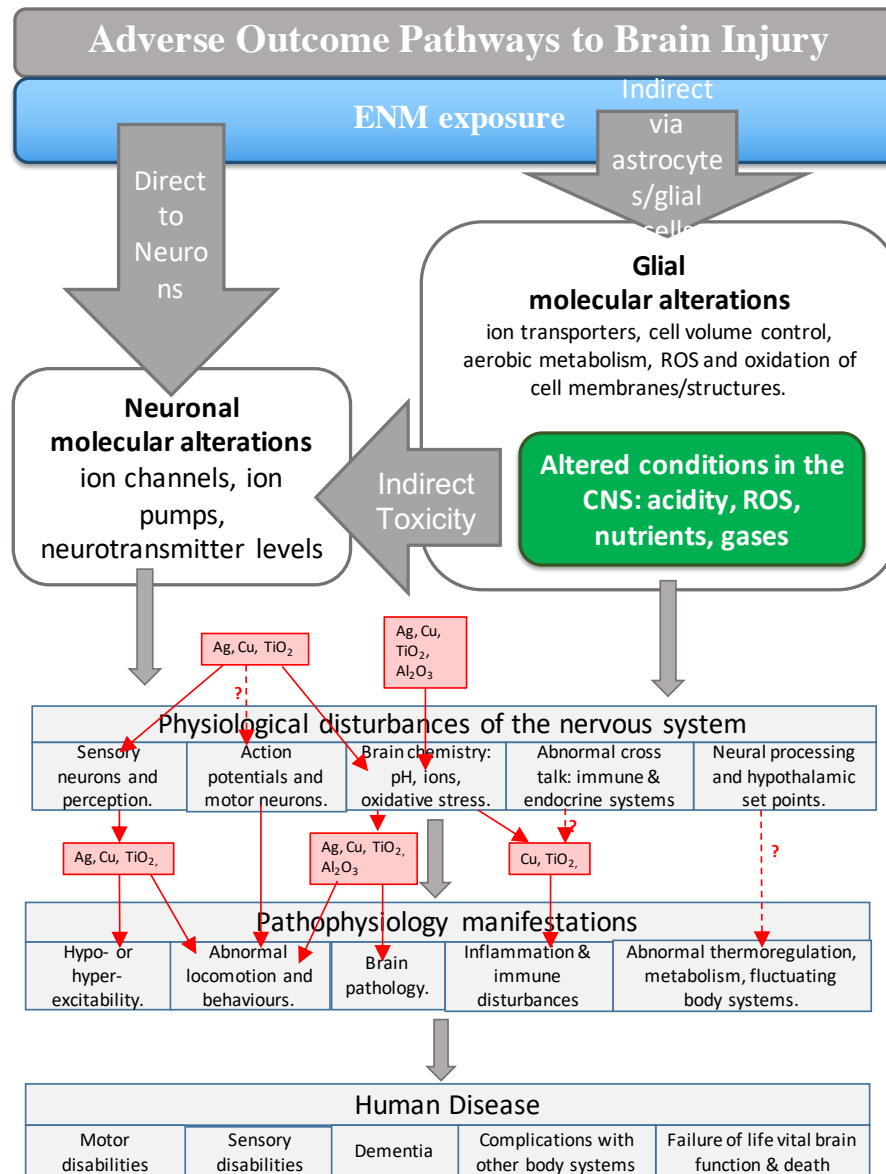 Adverse Outcome Pathways to Brain Injury
ENM exposure
Direct
to
Neuro
ns
Indirect
via
astrocyte
s/glial
cells
Glial
molecular alterations
ion transporters, cell volume control,
aerobic metabolism, ROS and oxidation of
cell membranes/structures.
Neuronal
molecular alterations
ion channels, ion
pumps,
neurotransmitter levels
Indirect
Toxicity
Altered conditions in the
CNS: acidity, ROS,
nutrients, gases
Ag, Cu, TiO₂
Ag, Cu,
TiO₂,
Al₂O₃
?
Physiological disturbances of the nervous system
Sensory
neurons and
perception.
Action
potentials and
motor neurons.
Brain chemistry:
pH, ions,
oxidative stress.
Abnormal cross
talk: immune &
endocrine systems
Neural processing
and hypothalamic
set points.
Ag, Cu, TiO₂,
Ag, Cu, TiO₂,
Al₂O₃
?
Cu, TiO₂,
?
Pathophysiology manifestations
Hypo- or
hyper-
excitability.
Abnormal
locomotion and
behaviours.
Brain
pathology.
Inflammation &
immune
disturbances
Abnormal thermoregulation,
metabolism, fluctuating
body systems.
Human Disease
Motor
disabilities
Sensory
disabilities
Dementia
Complications with
other body systems
Failure of life vital brain
function & death